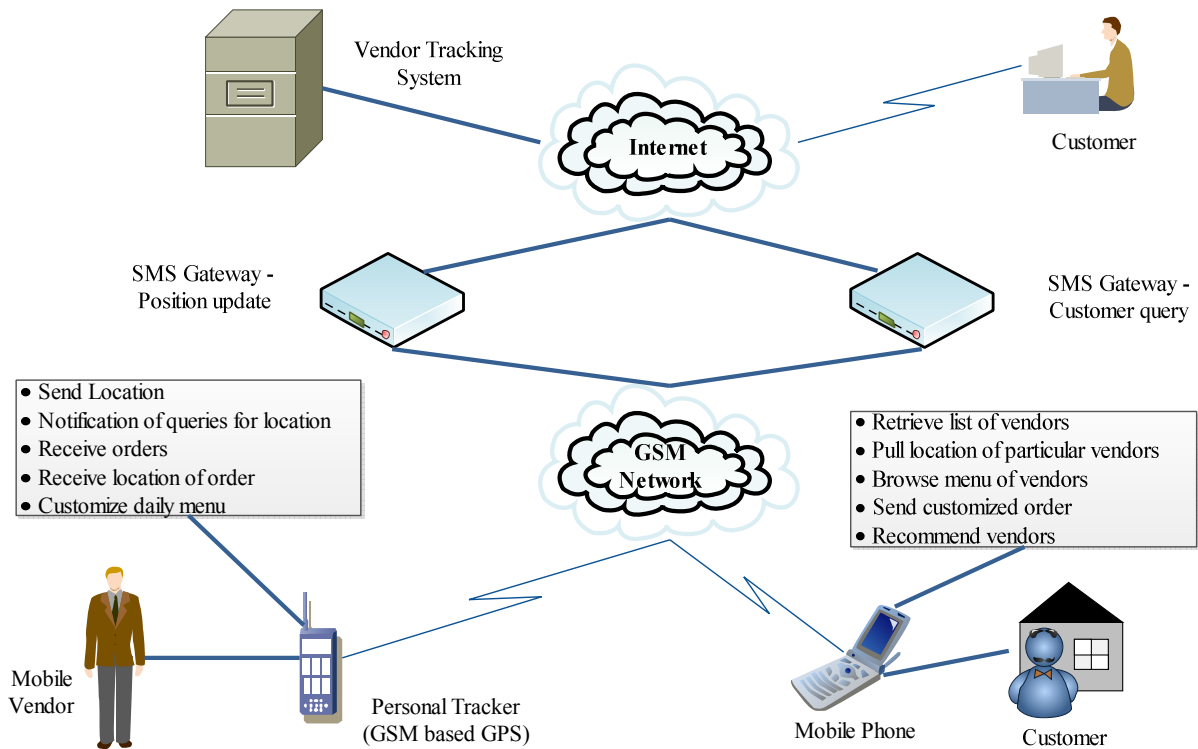 Vendor Tracking
System
Internet
Customer
SMS Gateway -
Position update
SMS Gateway -
Customer query
• Send Location
• Notification of queries for location
• Receive orders
• Receive location of order
• Customize daily menu
GSM
Network
• Retrieve list of vendors
• Pull location of particular vendors
• Browse menu of vendors
• Send customized order
• Recommend vendors
Mobile
Vendor
Personal Tracker
(GSM based GPS)
Mobile Phone
Customer